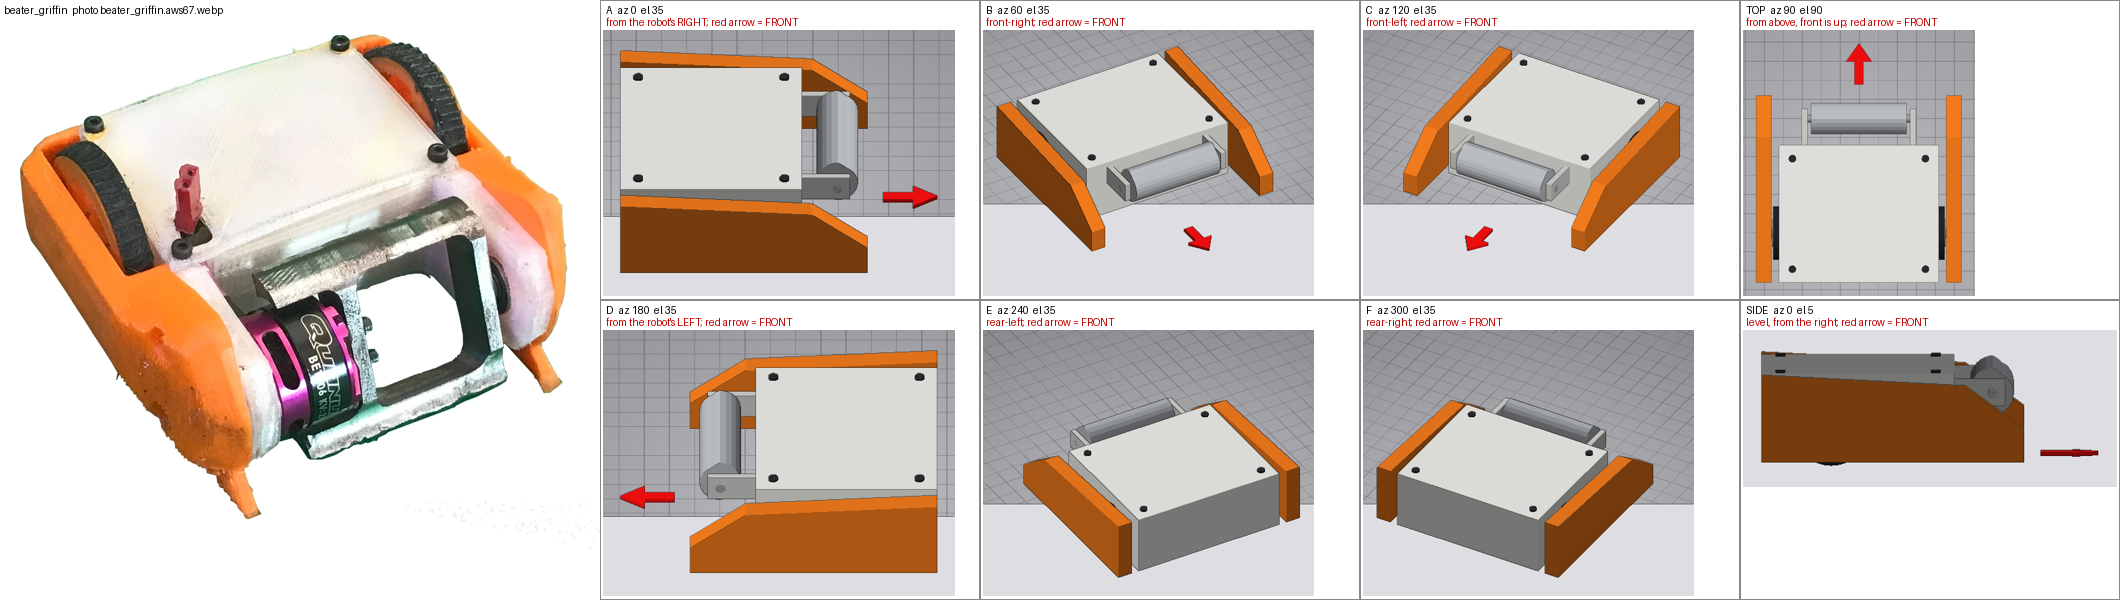 beater_griffin photo beater_griffin.aws67.webp
A az 0 el 35
from the robot's RIGHT; red arrow = FRONT
B az 60 el 35
front-right; red arrow = FRONT
C az 120 el 35
front-left; red arrow = FRONT
TOP az 90 el 90
from above, front is up; red arrow = FRONT
D az 180 el 35
from the robot's LEFT; red arrow = FRONT
E az 240 el 35
rear-left; red arrow = FRONT
F az 300 el 35
rear-right; red arrow = FRONT
SIDE az 0 el 5
level, from the right; red arrow = FRONT